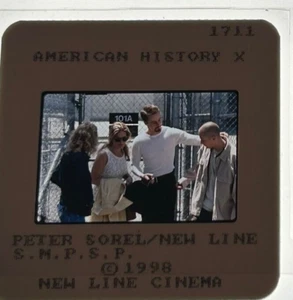 1711
AMERICAN HISTORY X
101A
PETER SOREL/NEW LINE
S.M.P.S.P.
©1998
NEW LINE CINEMA